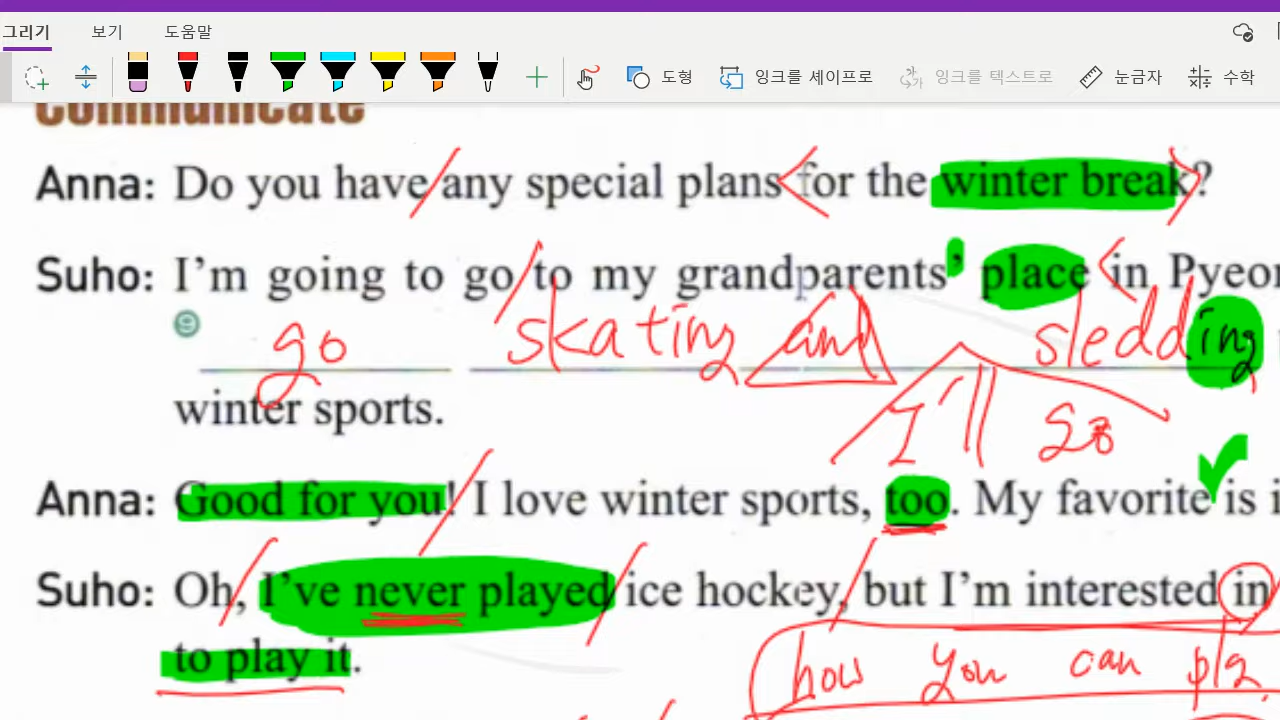 그리기 보기 도움말
도형 잉크를 셰이프로 잉크를 텍스트로 눈금자 수학
Communicate
Anna: Do you have any special plans for the winter break?
Suho: I'm going to go to my grandparents' place in Pyeon
⑨ go skating and sledding
I'll go
winter sports.
Anna: Good for you! I love winter sports, too. My favorite is i
Suho: Oh, I've never played ice hockey, but I'm interested in
to play it.
how you can pla